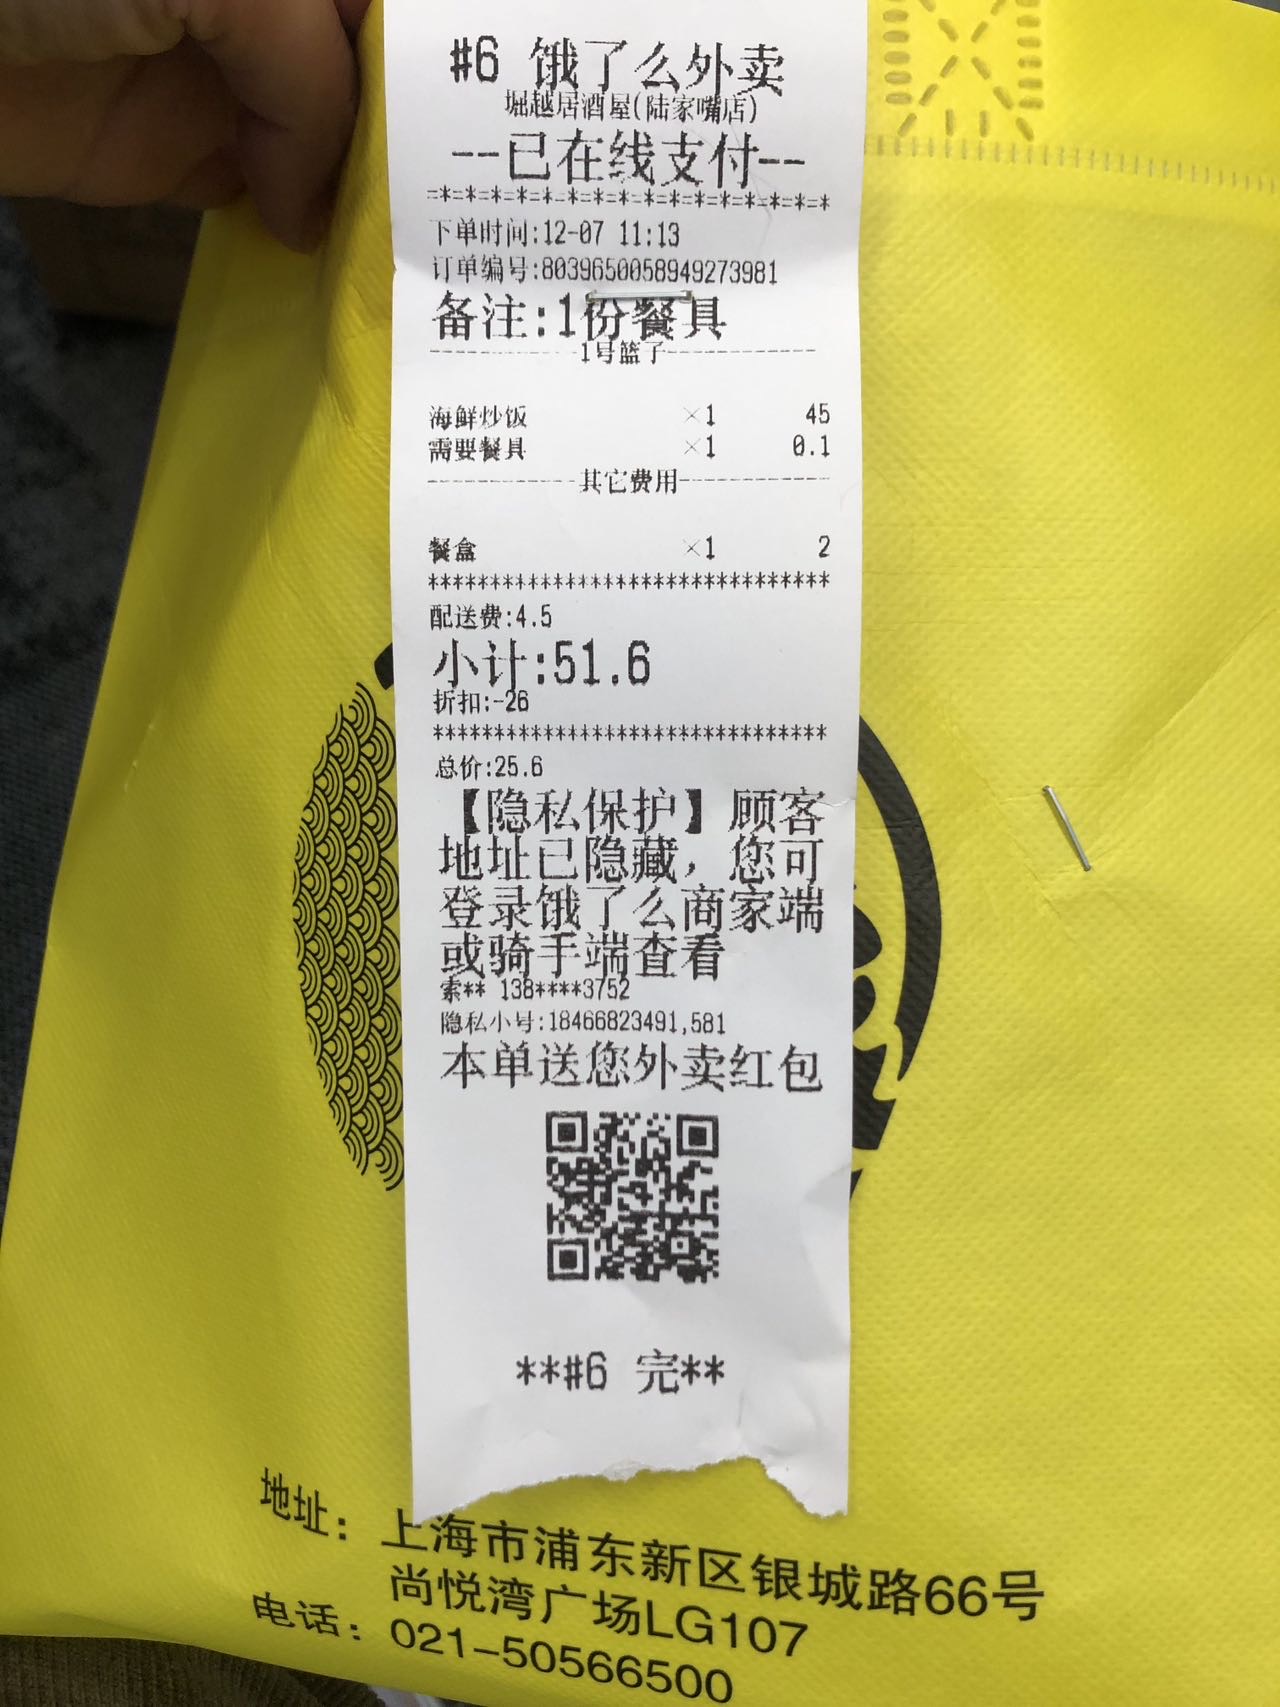 #6 饿了么外卖
堀越居酒屋(陆家嘴店)
--已在线支付--
=*=*=*=*=*=*=*=*=*=*=*=*=*=*=*=*
下单时间:12-07 11:13
订单编号:8039650058949273981
备注:1份餐具
------------1号篮子------------
海鲜炒饭 ×1 45
需要餐具 ×1 0.1
------------其它费用------------
餐盒 ×1 2
********************************
配送费:4.5
小计:51.6
折扣:-26
********************************
总价:25.6
【隐私保护】顾客
地址已隐藏，您可
登录饿了么商家端
或骑手端查看
索** 138****3752
隐私小号:18466823491,581
本单送您外卖红包
**#6 完**
地址：上海市浦东新区银城路66号
尚悦湾广场LG107
电话：021-50566500